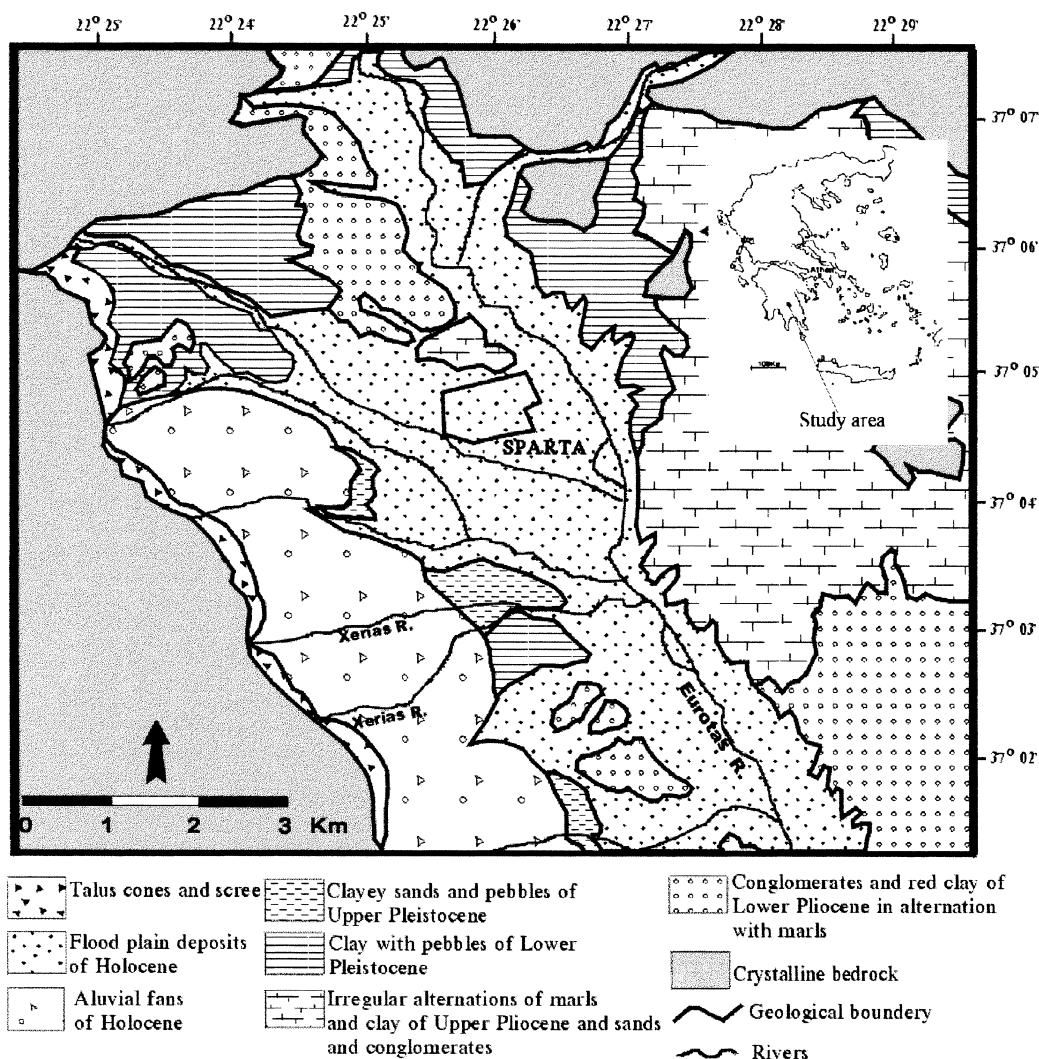 22° 25' 22° 24' 22° 25' 22° 26' 22° 27' 22° 28' 22° 29'
37° 07'
37° 06'
Athen
37° 05'
100Km
Study area
SPARTA
37° 04'
Xerias R.
37° 03'
Xerias R.
Eurotas R.
37° 02'
0 1 2 3 Km
Talus cones and scree
Flood plain deposits
of Holocene
Aluvial fans
of Holocene
Clayey sands and pebbles of
Upper Pleistocene
Clay with pebbles of Lower
Pleistocene
Irregular alternations of marls
and clay of Upper Pliocene and sands
and conglomerates
Conglomerates and red clay of
Lower Pliocene in alternation
with marls
Crystalline bedrock
Geological boundary
Rivers